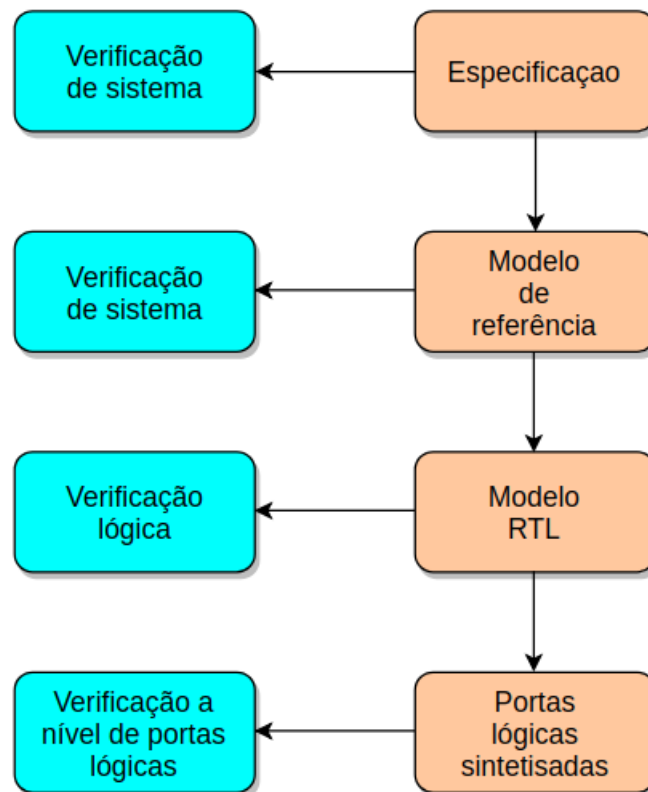 Verificação
de sistema
Especificaçao
Verificação
de sistema
Modelo
de
referência
Verificação
lógica
Modelo
RTL
Verificação a
nível de portas
lógicas
Portas
lógicas
sintetisadas